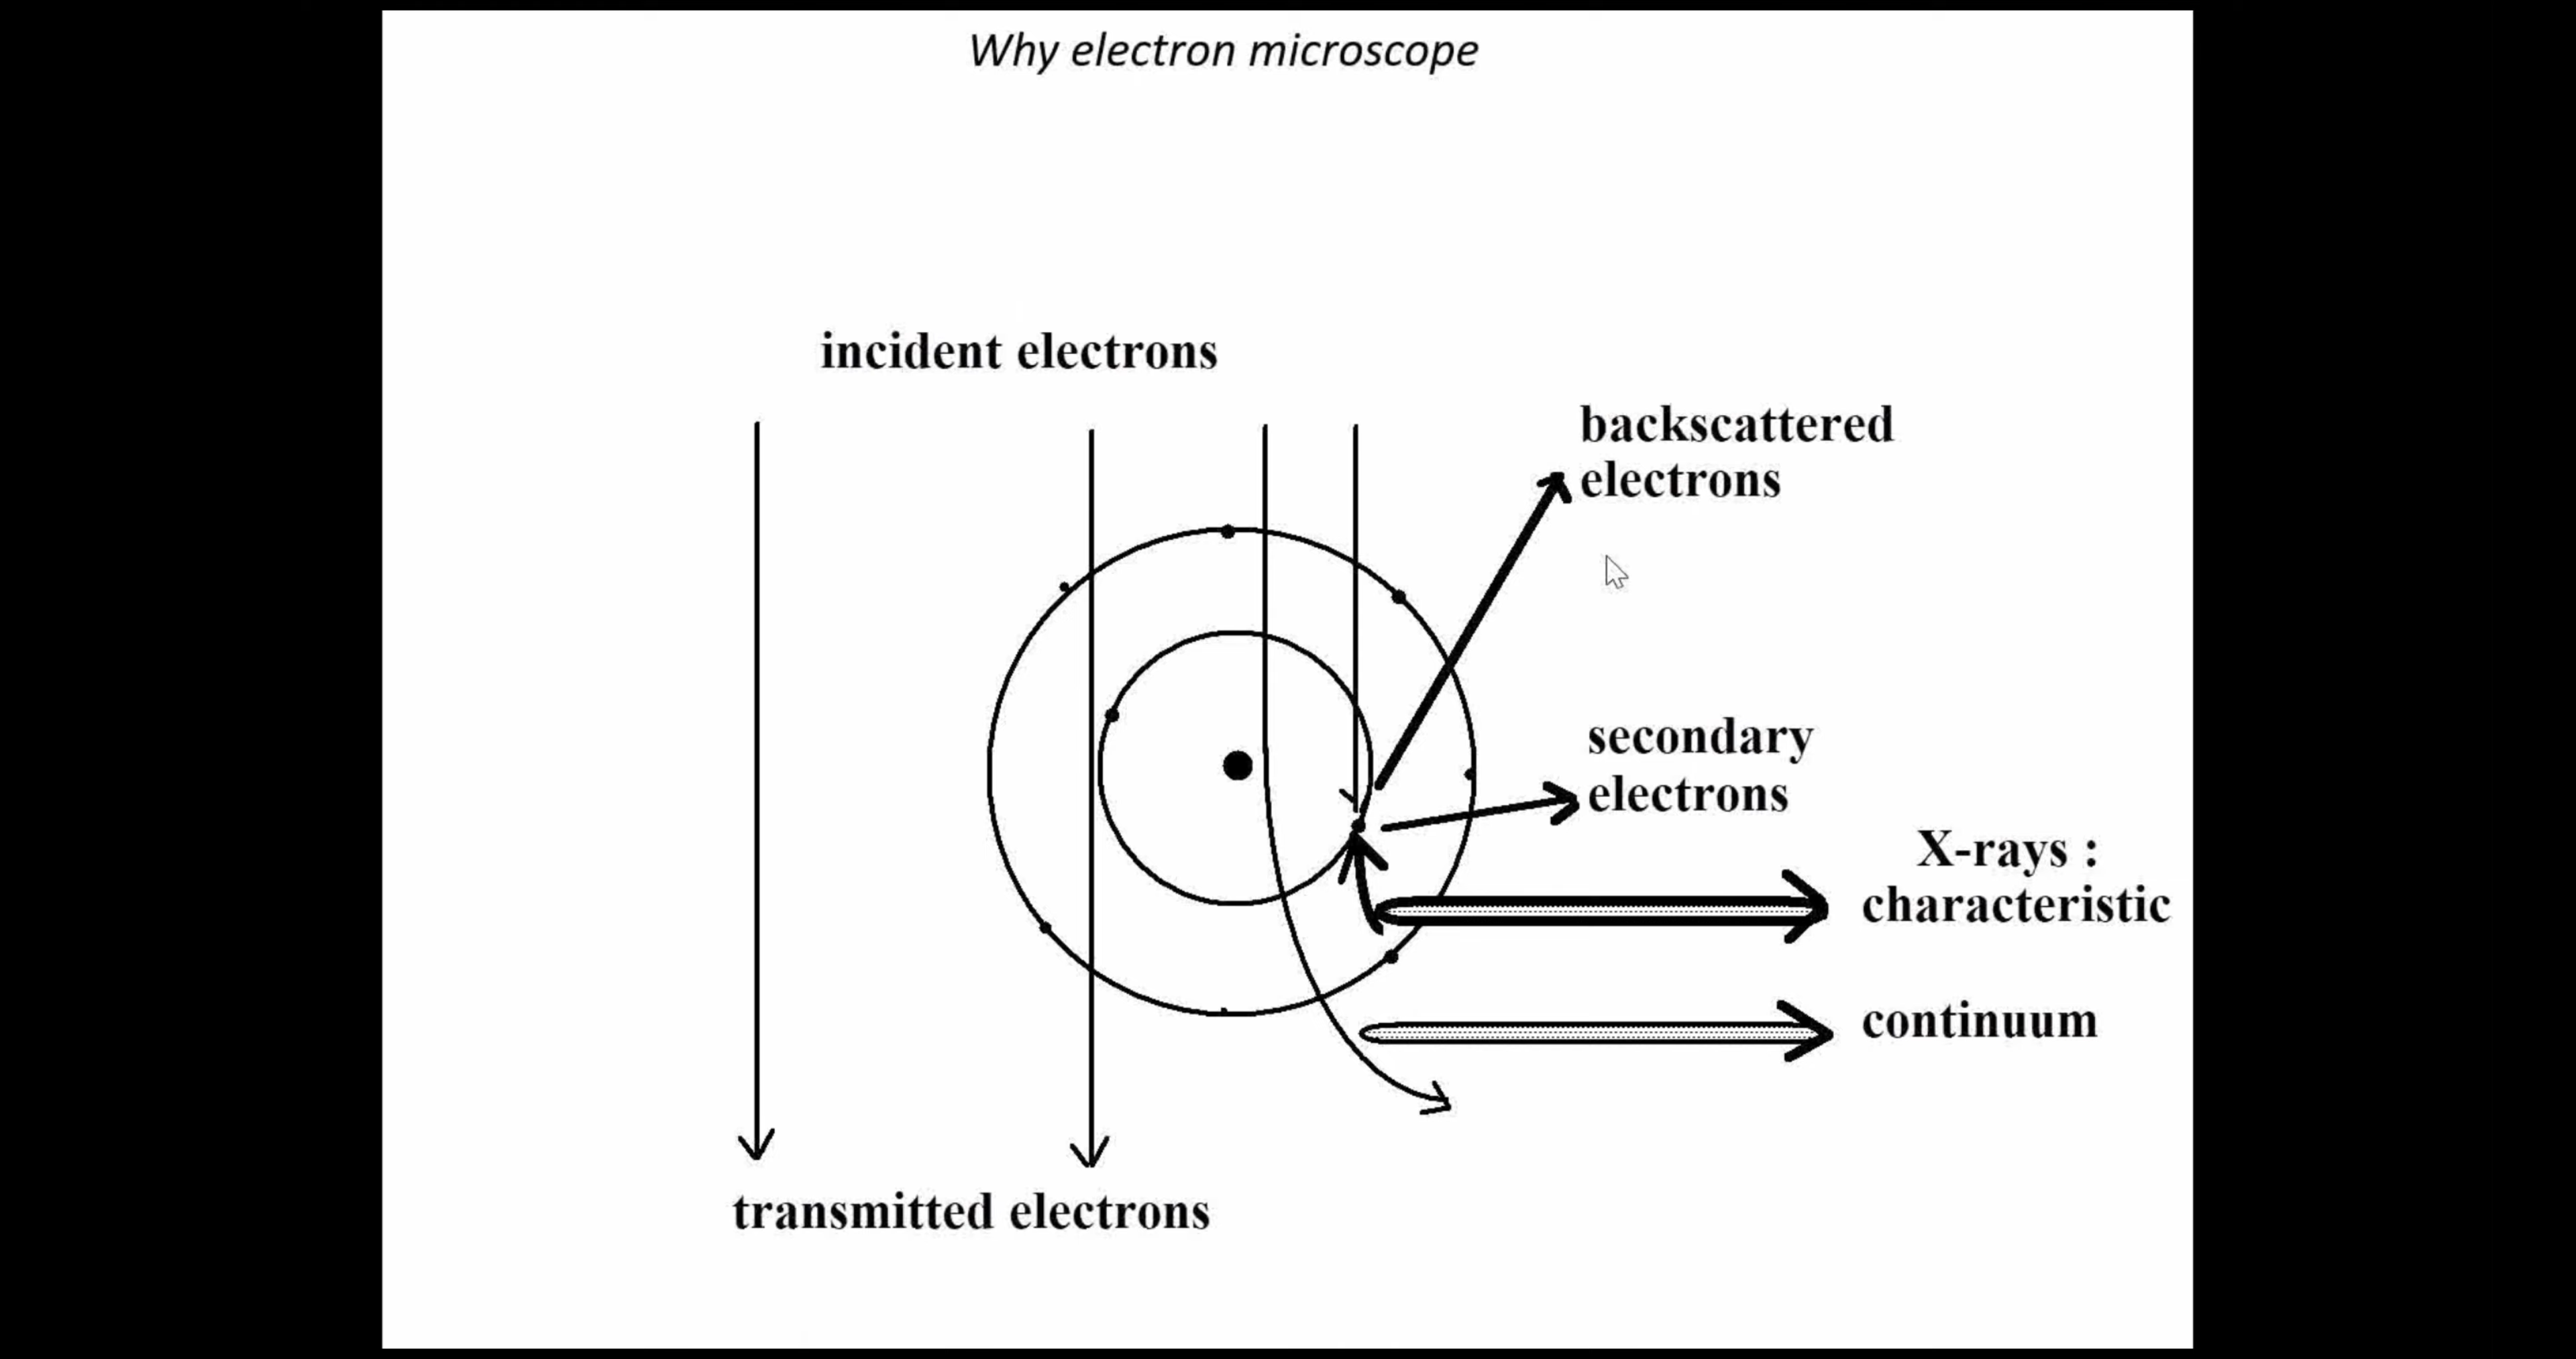 Why electron microscope
incident electrons
backscattered
electrons
secondary
electrons
X-rays :
characteristic
continuum
transmitted electrons